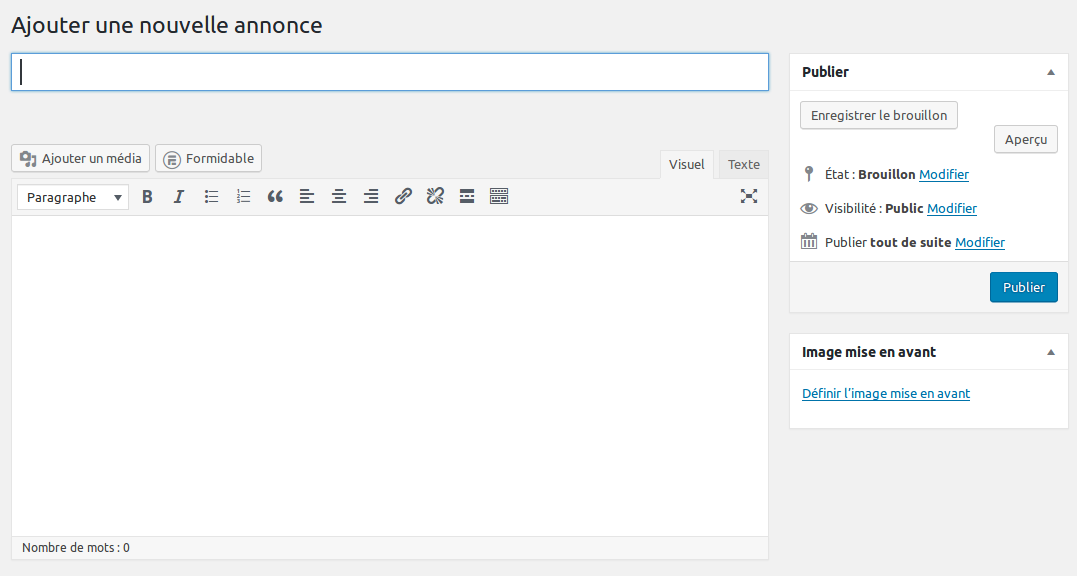 Ajouter une nouvelle annonce
Ajouter un média
Formidable
Visuel
Texte
Paragraphe
Nombre de mots : 0
Publier
Enregistrer le brouillon
Aperçu
État : Brouillon Modifier
Visibilité : Public Modifier
Publier tout de suite Modifier
Publier
Image mise en avant
Définir l'image mise en avant